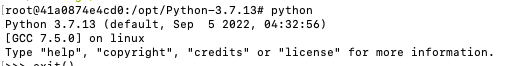 [root@41a0874e4cd0:/opt/Python-3.7.13# python
Python 3.7.13 (default, Sep  5 2022, 04:32:56)
[GCC 7.5.0] on linux
Type "help", "copyright", "credits" or "license" for more information.
>>> exit()